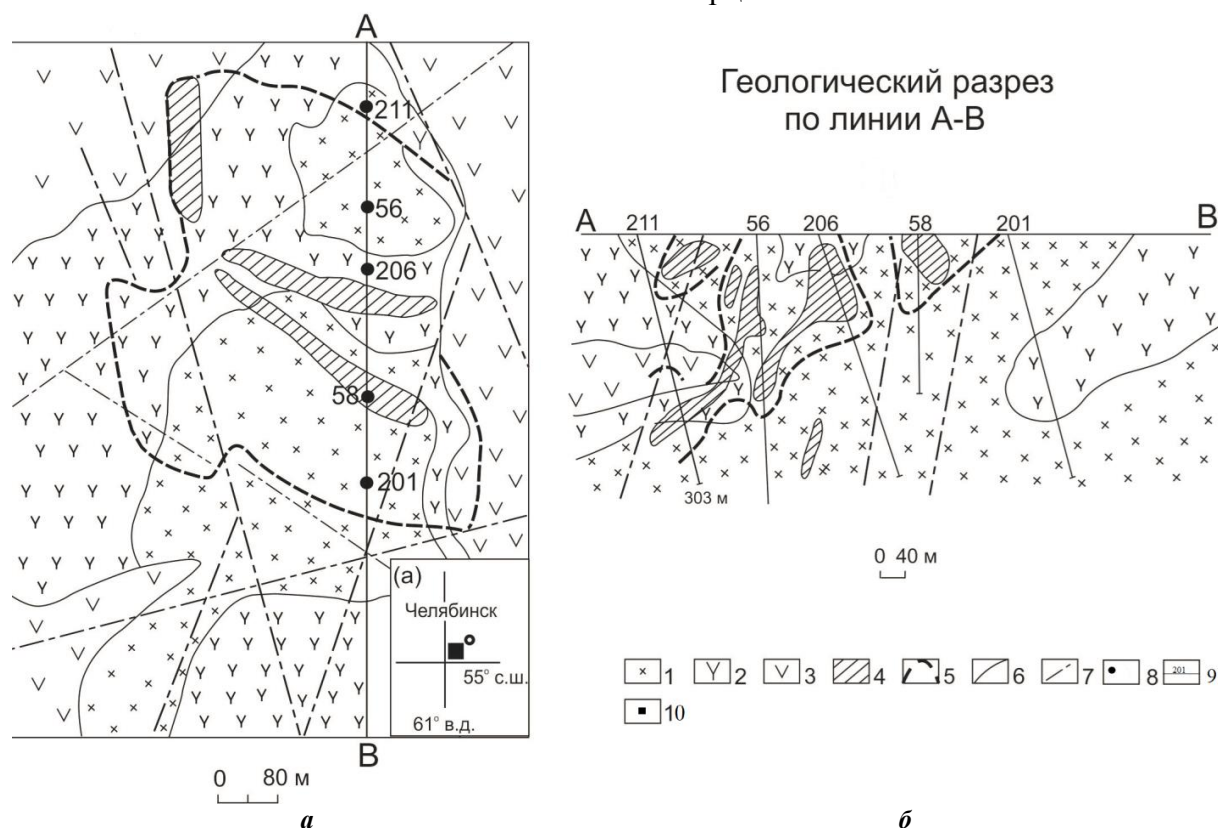 A
211
56
206
58
201
(a)
Челябинск
55° с.ш.
61° в.д.
B
0 80 м
а
Геологический разрез
по линии А-В
A 211 56 206 58 201 B
303 м
0 40 м
1 2 3 4 5 6 7 8 201 9
10
б